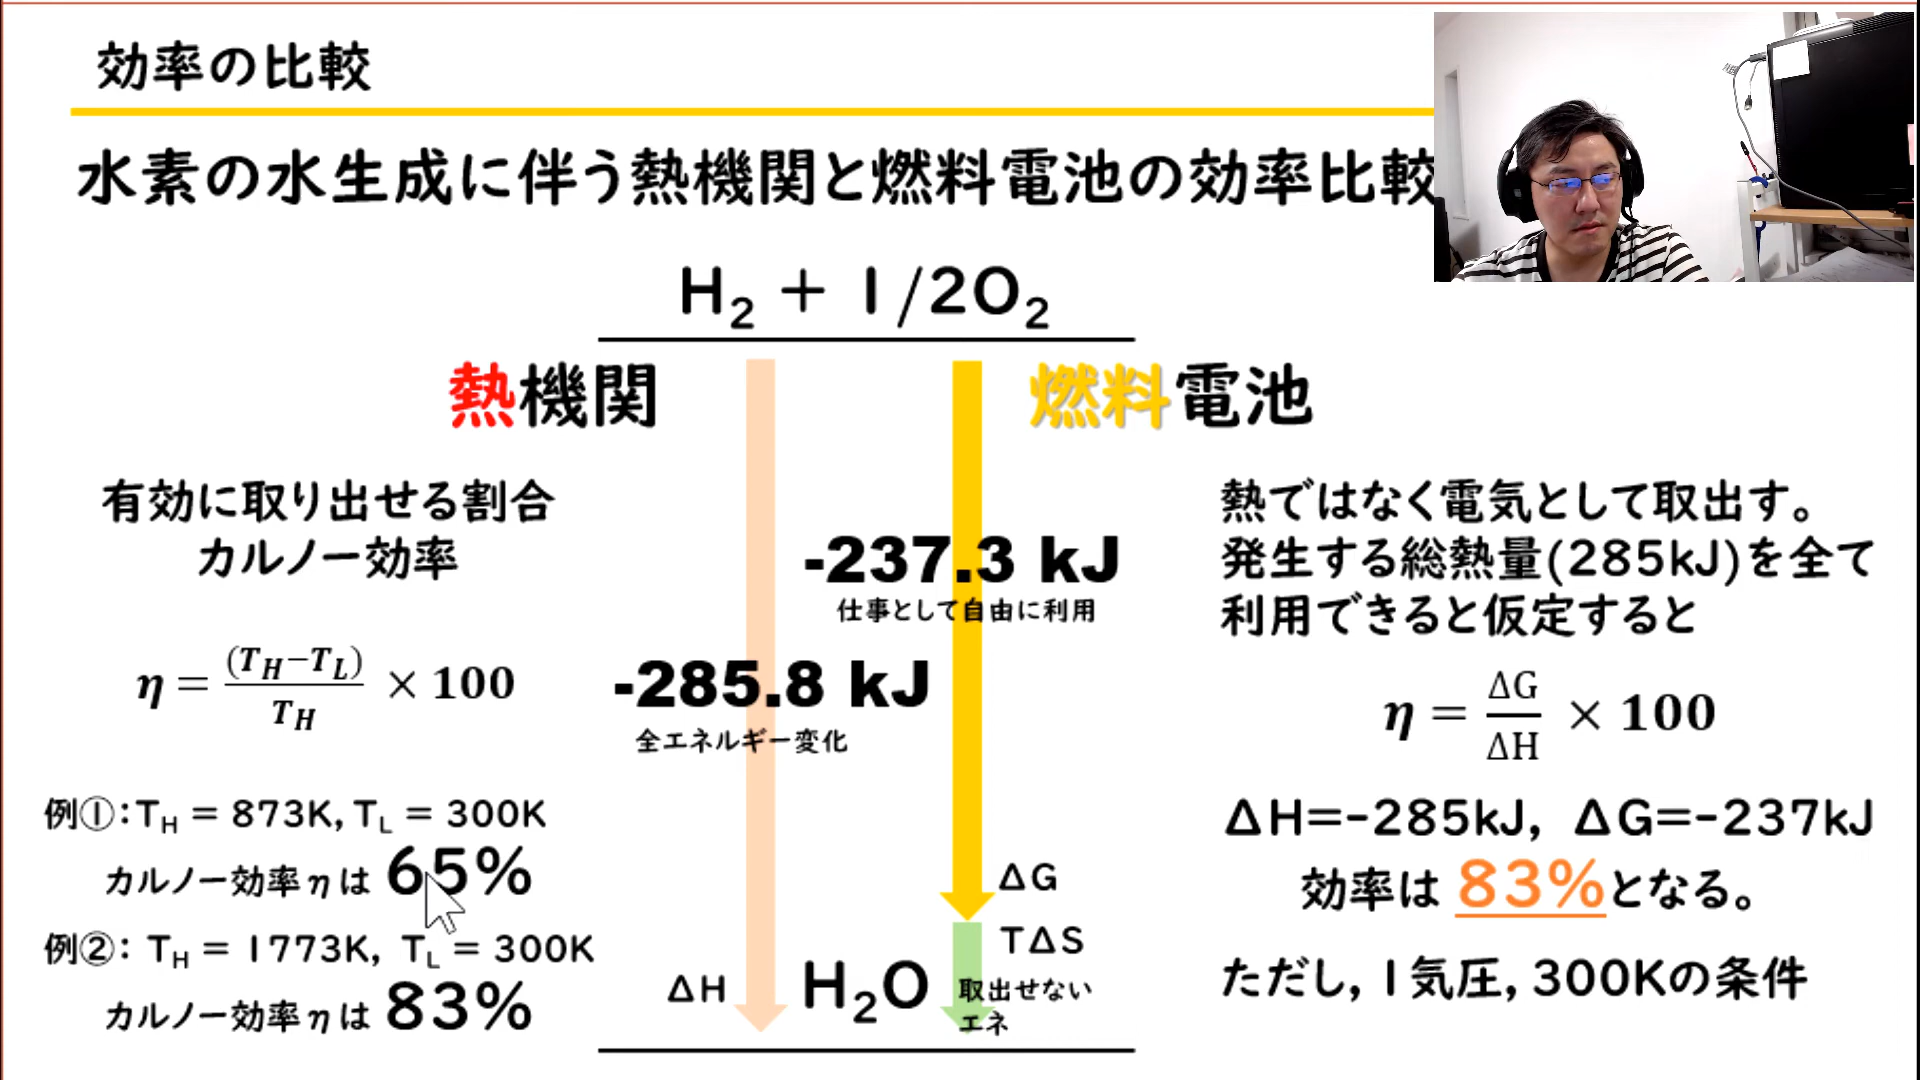 効率の比較
水素の水生成に伴う熱機関と燃料電池の効率比較
H₂ + 1/2O₂
熱機関
燃料電池
有効に取り出せる割合
カルノー効率
η = (T_H−T_L)/T_H × 100
例①:T_H = 873K, T_L = 300K
カルノー効率ηは 65%
例②: T_H = 1773K, T_L = 300K
カルノー効率ηは 83%
-237.3 kJ
仕事として自由に利用
-285.8 kJ
全エネルギー変化
ΔG
TΔS
取出せない
エネ
ΔH
H₂O
熱ではなく電気として取出す。
発生する総熱量(285kJ)を全て
利用できると仮定すると
η = ΔG/ΔH × 100
ΔH=-285kJ, ΔG=-237kJ
効率は 83%となる。
ただし, 1気圧, 300Kの条件